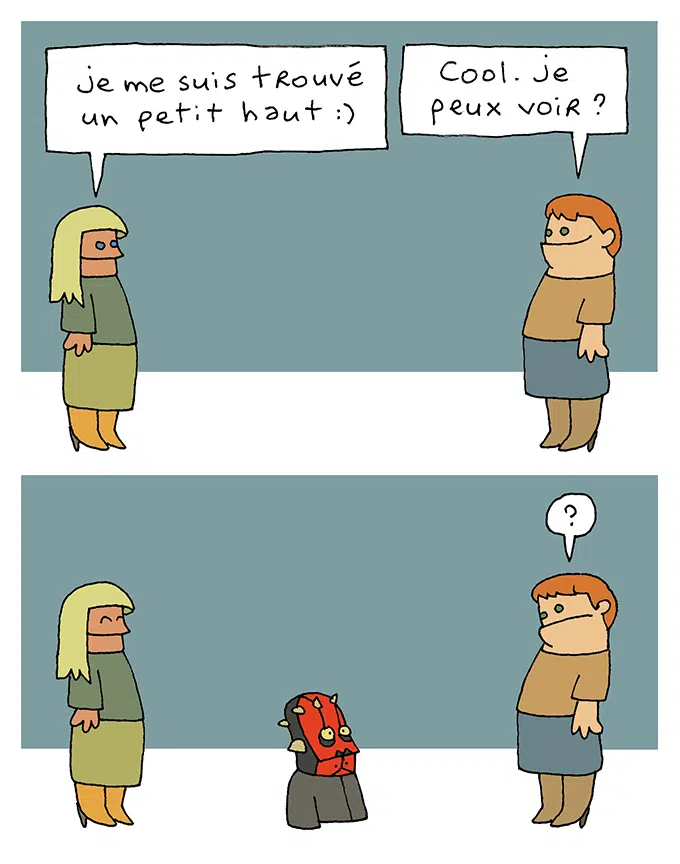 je me suis trouvé
un petit haut :)
Cool. je
peux voir ?
?